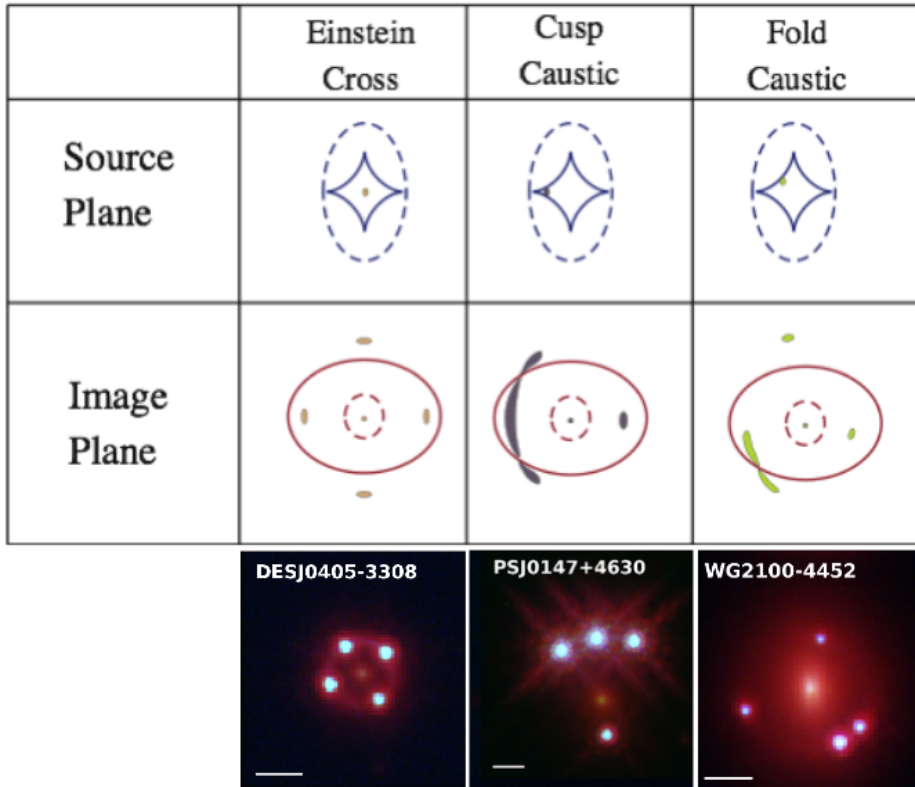 Einstein
Cross
Cusp
Caustic
Fold
Caustic
Source
Plane
Image
Plane
DESJ0405-3308
PSJ0147+4630
WG2100-4452